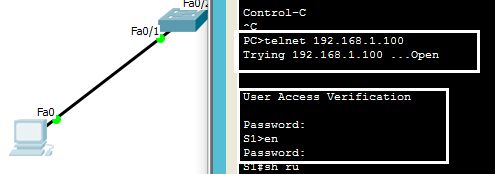 Fa0/2
Fa0/1
Fa0
Control-C
^C
PC>telnet 192.168.1.100
Trying 192.168.1.100 ...Open
User Access Verification
Password:
S1>en
Password:
S1#sh ru